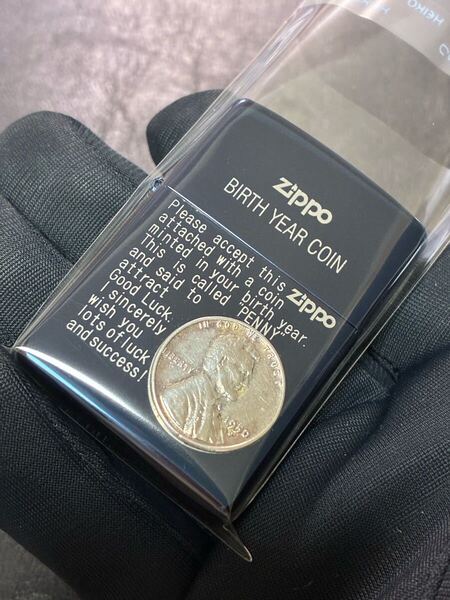 Zippo
BIRTH YEAR COIN
Please accept this Zippo
attached with a coin
minted in your birth year.
This is called "PENNY"
and said to
attract
Good Luck.
I sincerely
wish you
lots of luck
and success!
IN GOD WE TRUST
LIBERTY
1950
HEIKO